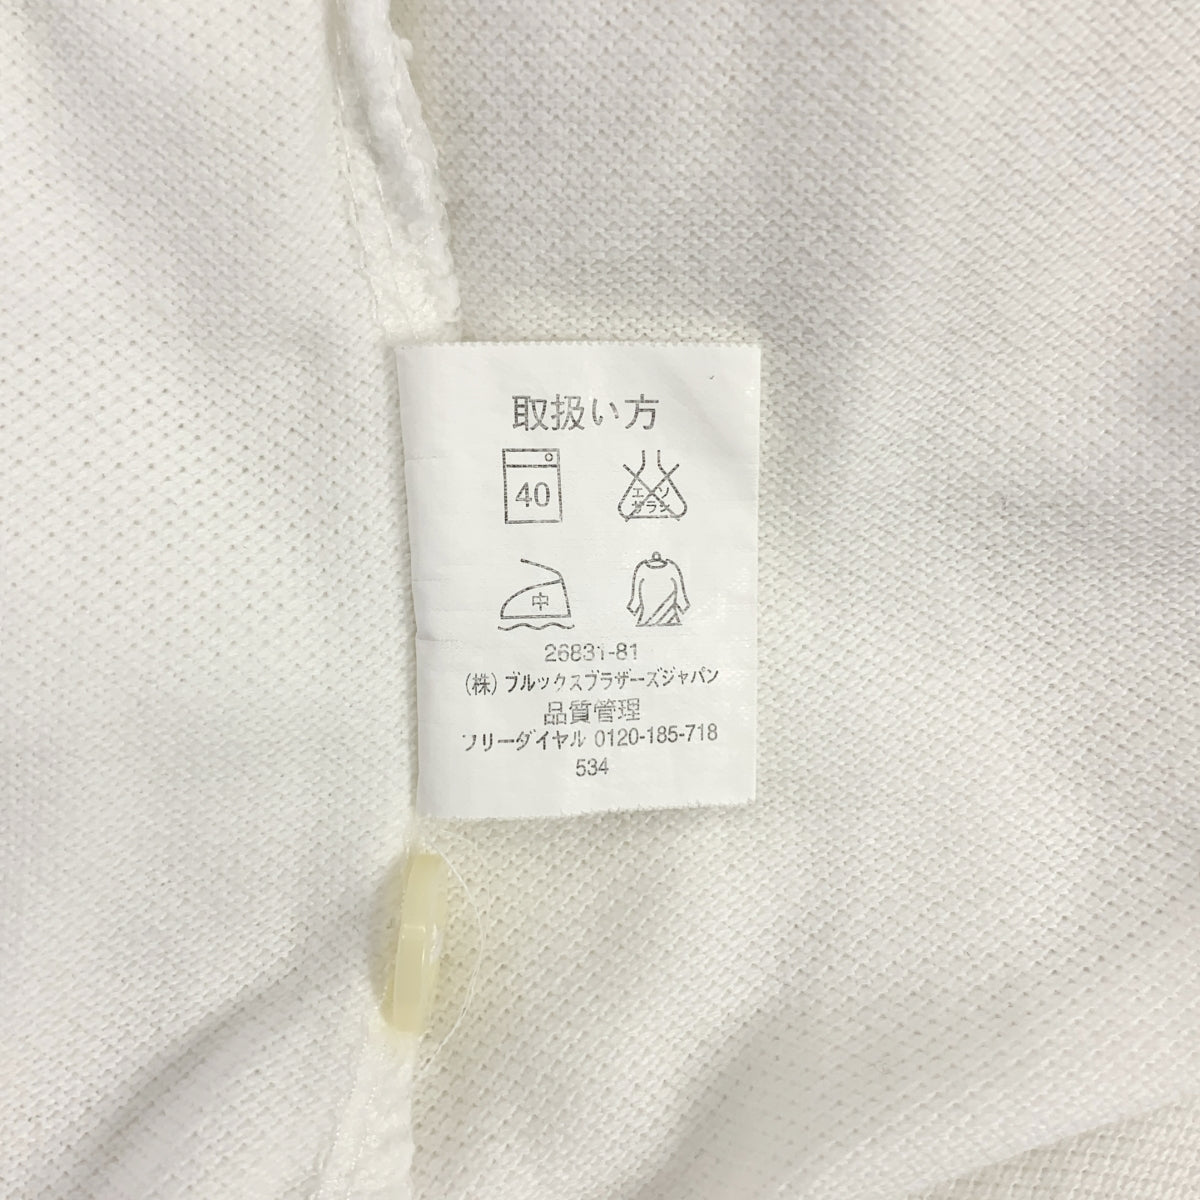 取扱い方
40
エンソ
サラシ
中
26831-81
(株)ブルックスブラザーズジャパン
品質管理
フリーダイヤル 0120-185-718
534